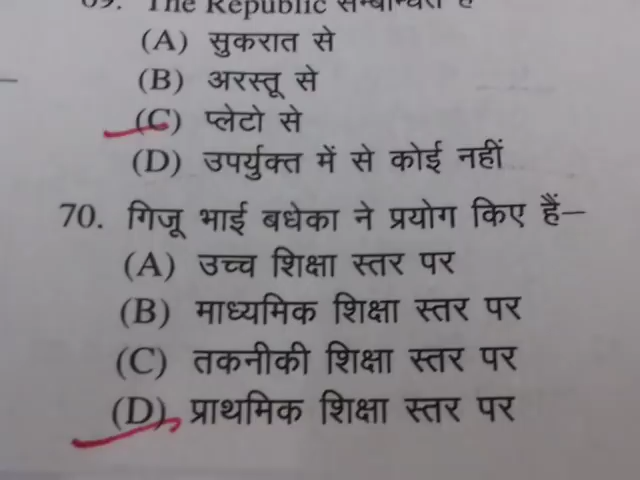 69. The Republic सम्बन्धित है
(A) सुकरात से
(B) अरस्तू से
(C) प्लेटो से
(D) उपर्युक्त में से कोई नहीं
70. गिजू भाई बधेका ने प्रयोग किए हैं–
(A) उच्च शिक्षा स्तर पर
(B) माध्यमिक शिक्षा स्तर पर
(C) तकनीकी शिक्षा स्तर पर
(D) प्राथमिक शिक्षा स्तर पर